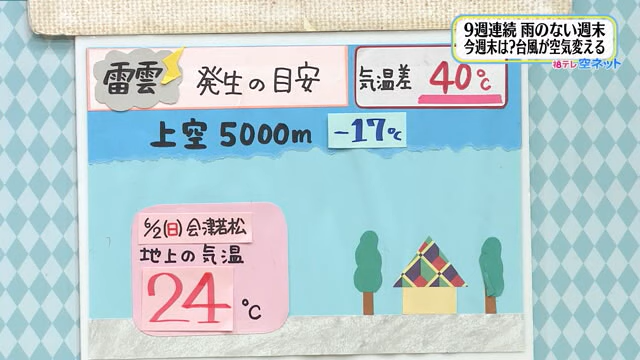 9週連続 雨のない週末
今週末は?台風が空気変える
福テレ 空ネット
雷雲 発生の目安
気温差 40℃
上空 5000m -17℃
6/2(日) 会津若松
地上の気温
24℃